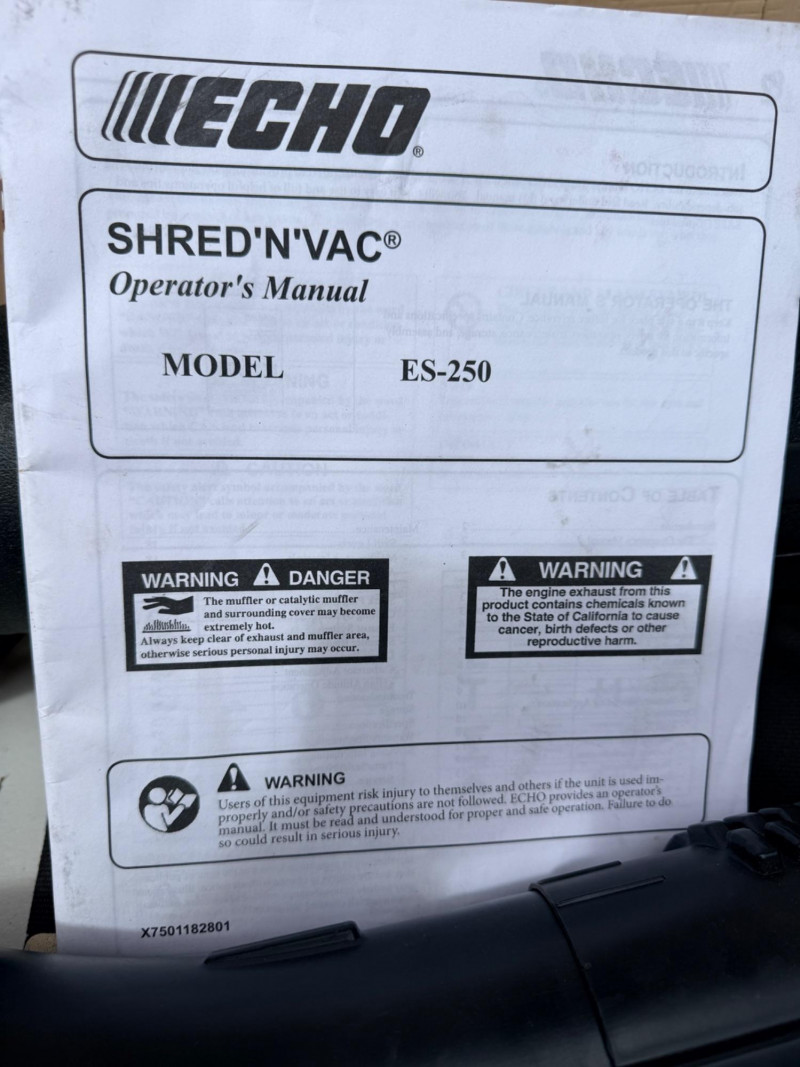 ECHO®
SHRED'N'VAC®
Operator's Manual
MODEL ES-250
WARNING DANGER
The muffler or catalytic muffler
and surrounding cover may become
extremely hot.
Always keep clear of exhaust and muffler area,
otherwise serious personal injury may occur.
WARNING
The engine exhaust from this
product contains chemicals known
to the State of California to cause
cancer, birth defects or other
reproductive harm.
WARNING
Users of this equipment risk injury to themselves and others if the unit is used im-
properly and/or safety precautions are not followed. ECHO provides an operator's
manual. It must be read and understood for proper and safe operation. Failure to do
so could result in serious injury.
X7501182801